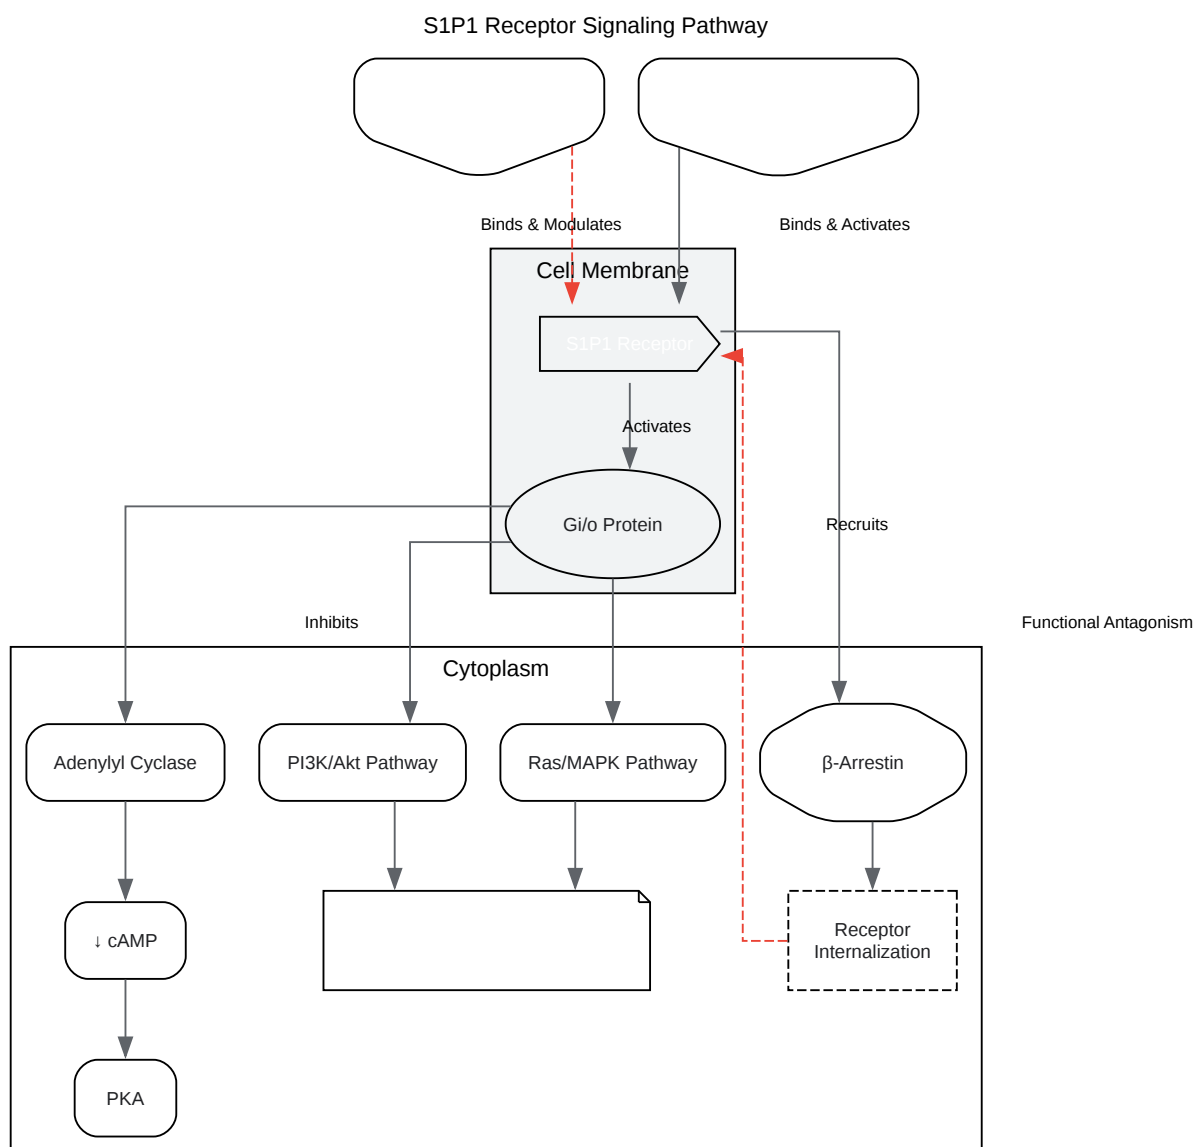 S1P1 Receptor Signaling Pathway
Binds & Modulates
Binds & Activates
Cell Membrane
S1P1 Receptor
Activates
Gi/o Protein
Recruits
Inhibits
Functional Antagonism
Cytoplasm
Adenylyl Cyclase
PI3K/Akt Pathway
Ras/MAPK Pathway
β-Arrestin
↓ cAMP
Receptor
Internalization
PKA